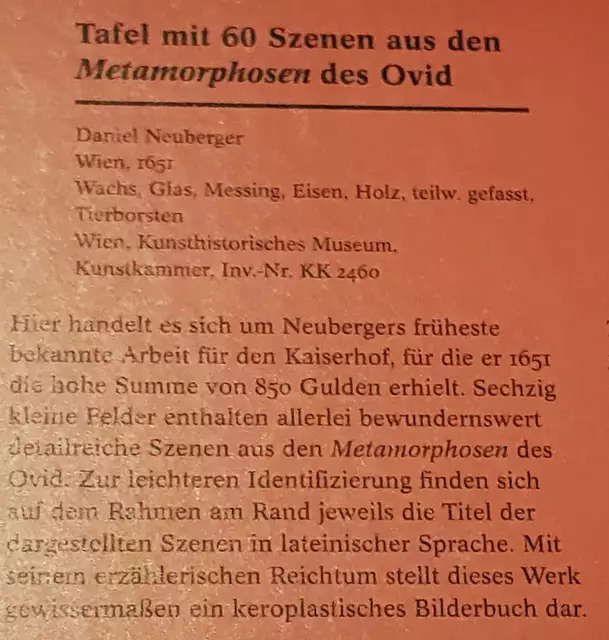 Tafel mit 60 Szenen aus den
Metamorphosen des Ovid
Daniel Neuberger
Wien, 1651
Wachs, Glas, Messing, Eisen, Holz, teilw. gefasst,
Tierborsten
Wien, Kunsthistorisches Museum,
Kunstkammer, Inv.-Nr. KK 2460
Hier handelt es sich um Neubergers früheste
bekannte Arbeit für den Kaiserhof, für die er 1651
die hohe Summe von 850 Gulden erhielt. Sechzig
kleine Felder enthalten allerlei bewundernswert
detailreiche Szenen aus den Metamorphosen des
Ovid. Zur leichteren Identifizierung finden sich
auf dem Rahmen am Rand jeweils die Titel der
dargestellten Szenen in lateinischer Sprache. Mit
seinem erzählerischen Reichtum stellt dieses Werk
gewissermaßen ein keroplastisches Bilderbuch dar.